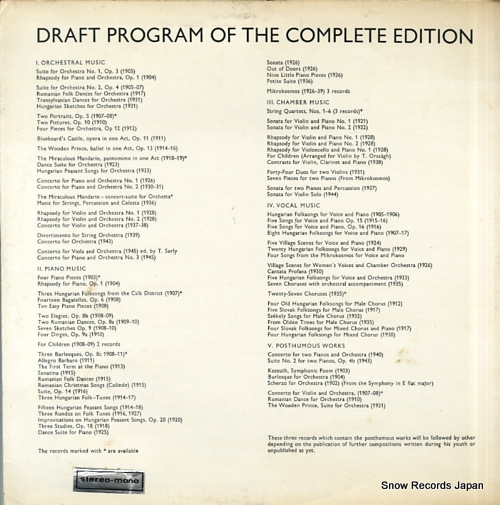 DRAFT PROGRAM OF THE COMPLETE EDITION
I. ORCHESTRAL MUSIC
Suite for Orchestra No. 1, Op. 3 (1905)
Rhapsody for Piano and Orchestra, Op. 1 (1904)
Suite for Orchestra No. 2, Op. 4 (1905-07)
Rumanian Folk Dances for Orchestra (1917)
Transylvanian Dances for Orchestra (1931)
Hungarian Sketches for Orchestra (1931)
Two Portraits, Op. 5 (1907-08)*
Two Pictures, Op. 10 (1910)
Four Pieces for Orchestra, Op 12 (1912)
Bluebeard's Castle, opera in one Act, Op. 11 (1911)
The Wooden Prince, ballet in one Act, Op. 13 (1914-16)
The Miraculous Mandarin, pantomime in one Act (1918-19)*
Dance Suite for Orchestra (1923)
Hungarian Peasant Songs for Orchestra (1933)
Concerto for Piano and Orchestra No. 1 (1926)
Concerto for Piano and Orchestra No. 2 (1930-31)
The Miraculous Mandarin - concert-suite for Orchestra*
Music for Strings, Percussion and Celesta (1936)
Rhapsody for Violin and Orchestra No. 1 (1928)
Rhapsody for Violin and Orchestra No. 2 (1928)
Concerto for Violin and Orchestra (1937-38)
Divertimento for String Orchestra (1939)
Concerto for Orchestra (1943)
Concerto for Viola and Orchestra (1945) ed. by T. Serly
Concerto for Piano and Orchestra No. 3 (1945)
II. PIANO MUSIC
Four Piano Pieces (1903)*
Rhapsody for Piano, Op. 1 (1904)
Three Hungarian Folksongs from the Csík District (1907)*
Fourteen Bagatelles, Op. 6 (1908)
Ten Easy Piano Pieces (1908)
Two Elegies, Op. 8b (1908-09)
Two Rumanian Dances, Op. 8a (1909-10)
Seven Sketches Op. 9 (1908-10)
Four Dirges, Op. 9a (1910)
For Children (1908-09) 2 records
Three Burlesques, Op. 8c 1908-11)*
Allegro Barbaro (1911)
The First Term at the Piano (1913)
Sonatina (1915)
Rumanian Folk Dances (1915)
Rumanian Christmas Songs (Colinde) (1915)
Suite, Op. 14 (1916)
Three Hungarian Folk-Tunes (1914-17)
Fifteen Hungarian Peasant Songs (1914-18)
Three Rondos on Folk Tunes (1916, 1927)
Improvisations on Hungarian Peasant Songs, Op. 20 (1920)
Three Studies, Op. 18 (1918)
Dance Suite for Piano (1925)
The records marked with * are available
stereo-mono
Sonata (1926)
Out of Doors (1926)
Nine Little Piano Pieces (1926)
Petite Suite (1936)
Mikrokosmos (1926-39) 3 records
III. CHAMBER MUSIC
String Quartets, Nos. 1-6 (3 records)*
Sonata for Violin and Piano No. 1 (1921)
Sonata for Violin and Piano No. 2 (1922)
Rhapsody for Violin and Piano No. 1 (1928)
Rhapsody for Violin and Piano No. 2 (1928)
Rhapsody for Violoncello and Piano No. 1 (1928)
For Children (Arranged for Violin by T. Országh)
Contrasts for Violin, Clarinet and Piano (1938)
Forty-Four Duos for two Violins (1931)
Seven Pieces for two Pianos (From Mikrokosmos)
Sonata for two Pianos and Percussion (1937)
Sonata for Violin Solo (1944)
IV. VOCAL MUSIC
Hungarian Folksongs for Voice and Piano (1905-1906)
Five Songs for Voice and Piano Op. 15 (1915-16)
Five Songs for Voice and Piano, Op. 16 (1916)
Eight Hungarian Folksongs for Voice and Piano (1907-17)
Five Village Scenes for Voice and Piano (1924)
Twenty Hungarian Folksongs for Voice and Piano (1929)
Four Songs from the Mikrokosmos for Voice and Piano
Village Scenes for Women's Voices and Chamber Orchestra (1926)
Cantata Profana (1930)
Five Hungarian Folksongs for Voice and Orchestra (1933)
Seven Choruses with orchestral accompaniment (1935)
Twenty-Seven Choruses (1935)*
Four Old Hungarian Folksongs for Male Chorus (1912)
Five Slovak Folksongs for Male Chorus (1917)
Székely Songs for Male Chorus (1932)
From Olden Times for Male Chorus (1935)
Four Slovak Folksongs for Mixed Chorus and Piano (1917)
Four Hungarian Folksongs for Mixed Chorus (1930)
V. POSTHUMOUS WORKS
Concerto for two Pianos and Orchestra (1940)
Suite No. 2 for two Pianos, Op. 4b (1943)
Kossuth, Symphonic Poem (1903)
Burlesque for Orchestra (1904)
Scherzo for Orchestra (1902) (From the Symphony in E flat major)
Concerto for Violin and Orchestra, (1907-08)*
Rumanian Dance for Orchestra (1910)
The Wooden Prince, Suite for Orchestra (1931)
These three records which contain the posthumous works will be followed by other
depending on the publication of further compositions written during his youth or
unpublished as yet.
Snow Records Japan